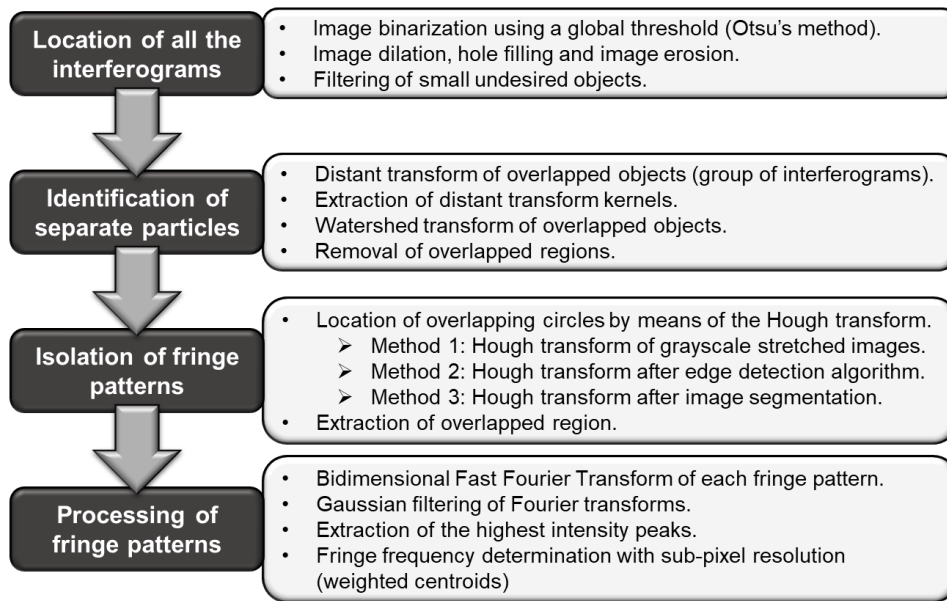 Location of all the
interferograms
• Image binarization using a global threshold (Otsu's method).
• Image dilation, hole filling and image erosion.
• Filtering of small undesired objects.
Identification of
separate particles
• Distant transform of overlapped objects (group of interferograms).
• Extraction of distant transform kernels.
• Watershed transform of overlapped objects.
• Removal of overlapped regions.
Isolation of fringe
patterns
• Location of overlapping circles by means of the Hough transform.
➢ Method 1: Hough transform of grayscale stretched images.
➢ Method 2: Hough transform after edge detection algorithm.
➢ Method 3: Hough transform after image segmentation.
• Extraction of overlapped region.
Processing of
fringe patterns
• Bidimensional Fast Fourier Transform of each fringe pattern.
• Gaussian filtering of Fourier transforms.
• Extraction of the highest intensity peaks.
• Fringe frequency determination with sub-pixel resolution
(weighted centroids)